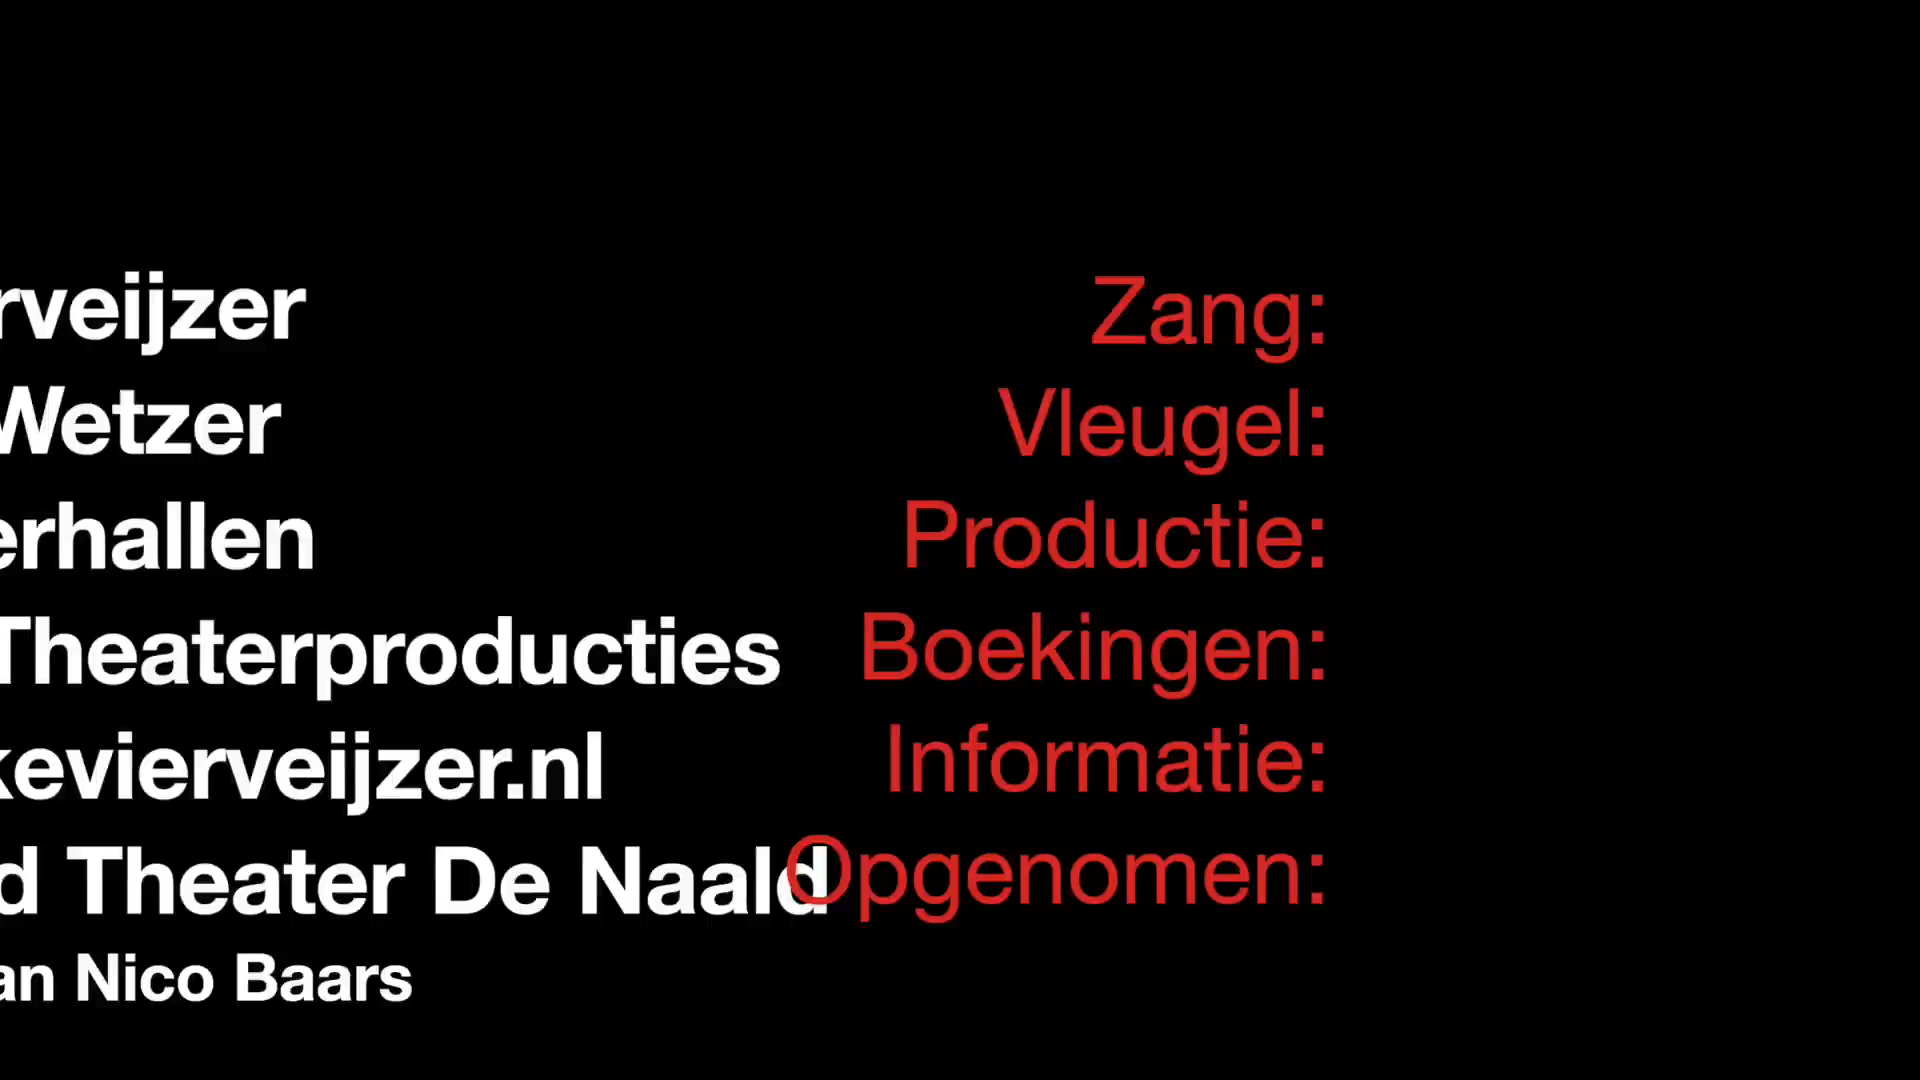 rveijzer Zang:
Wetzer Vleugel:
erhallen Productie:
Theaterproducties Boekingen:
kevierveijzer.nl Informatie:
d Theater De Naald Opgenomen:
an Nico Baars